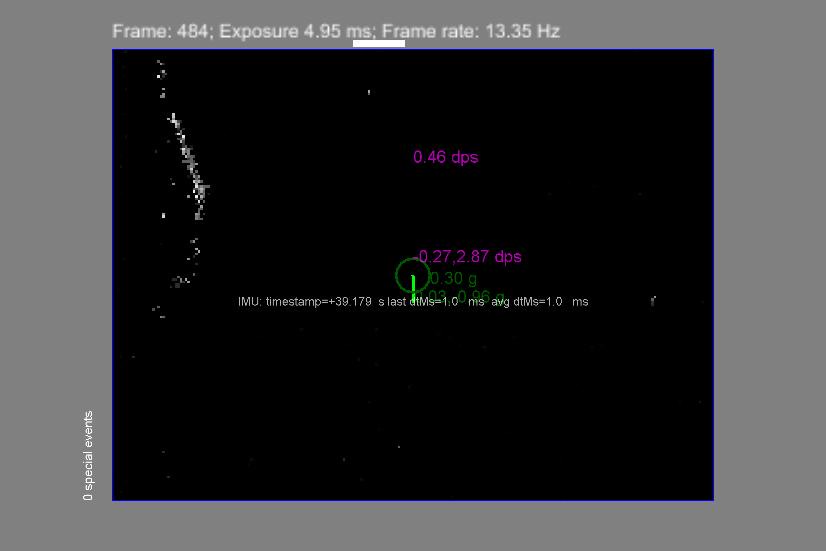 Frame: 484; Exposure 4.95 ms; Frame rate: 13.35 Hz
0.46 dps
-0.27,2.87 dps
0.30 g
IMU: timestamp=+39.179 s last dtMs=1.0 ms avg dtMs=1.0 ms
0 special events